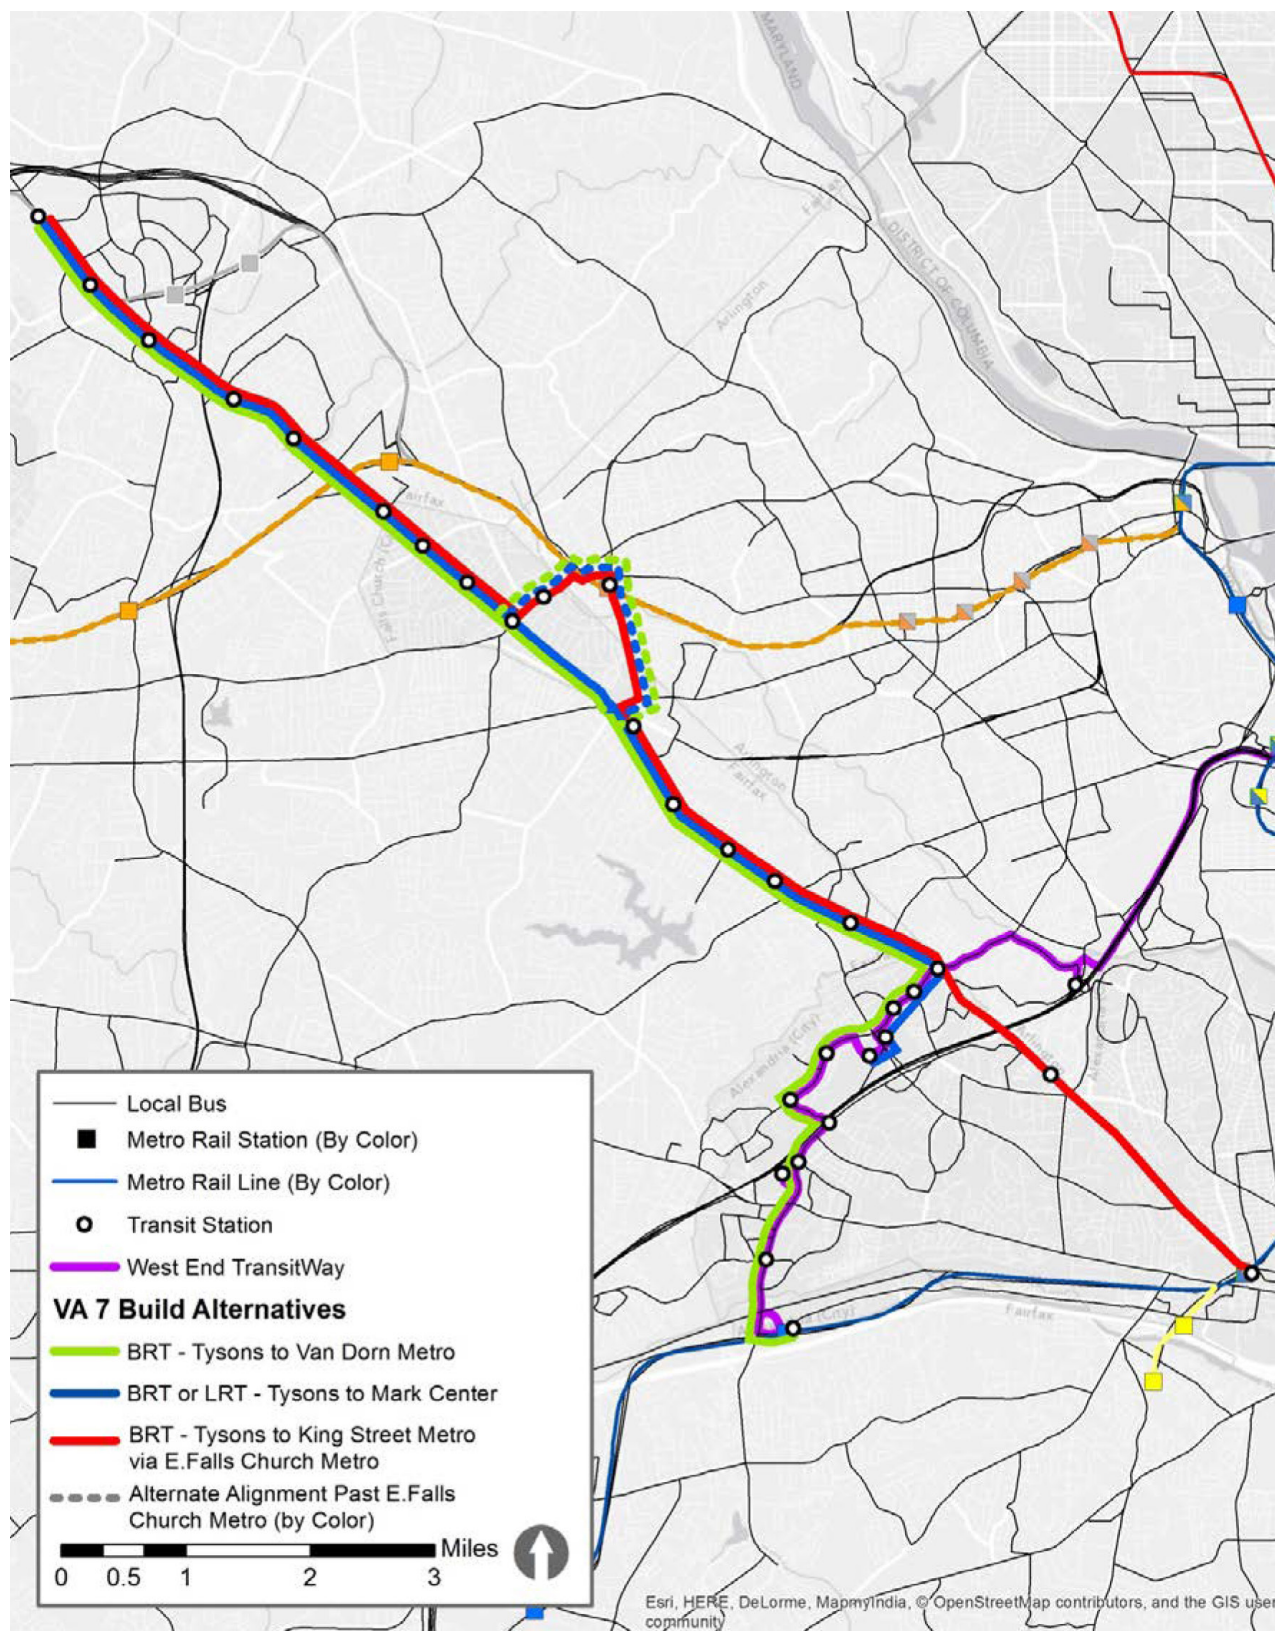 MARYLAND
Fairfax
DISTRICT OF COLUMBIA
Arlington
Fairfax
Fall Church (C
Arlington
Fairfax
Alexandria (City)
Arlington
(City)
Fairfax
Local Bus
Metro Rail Station (By Color)
Metro Rail Line (By Color)
Transit Station
West End TransitWay
VA 7 Build Alternatives
BRT - Tysons to Van Dorn Metro
BRT or LRT - Tysons to Mark Center
BRT - Tysons to King Street Metro
via E.Falls Church Metro
Alternate Alignment Past E.Falls
Church Metro (by Color)
Miles
0 0.5 1 2 3
Esri, HERE, DeLorme, MapmyIndia, © OpenStreetMap contributors, and the GIS user
community